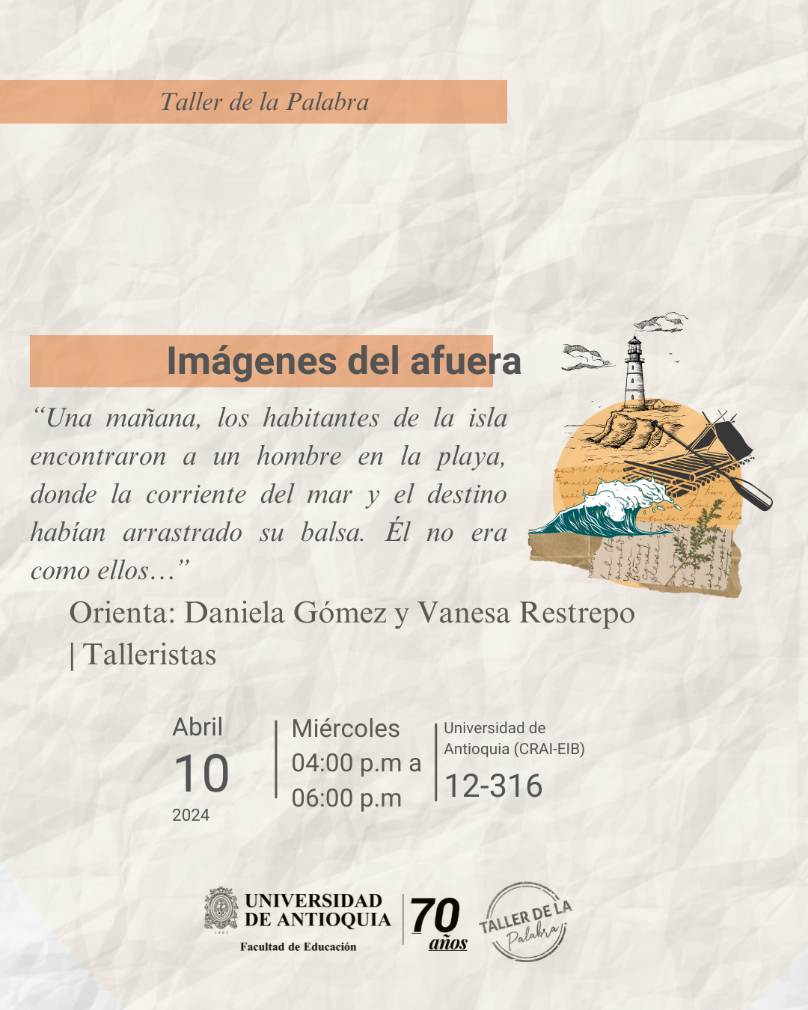 Taller de la Palabra
Imágenes del afuera
“Una mañana, los habitantes de la isla
encontraron a un hombre en la playa,
donde la corriente del mar y el destino
habían arrastrado su balsa. Él no era
como ellos…”
Orienta: Daniela Gómez y Vanesa Restrepo
| Talleristas
Abril
10
2024
Miércoles
04:00 p.m a
06:00 p.m
Universidad de
Antioquia (CRAI-EIB)
12-316
UNIVERSIDAD
DE ANTIOQUIA
1803
Facultad de Educación
70
años
TALLER DE LA
Palabra